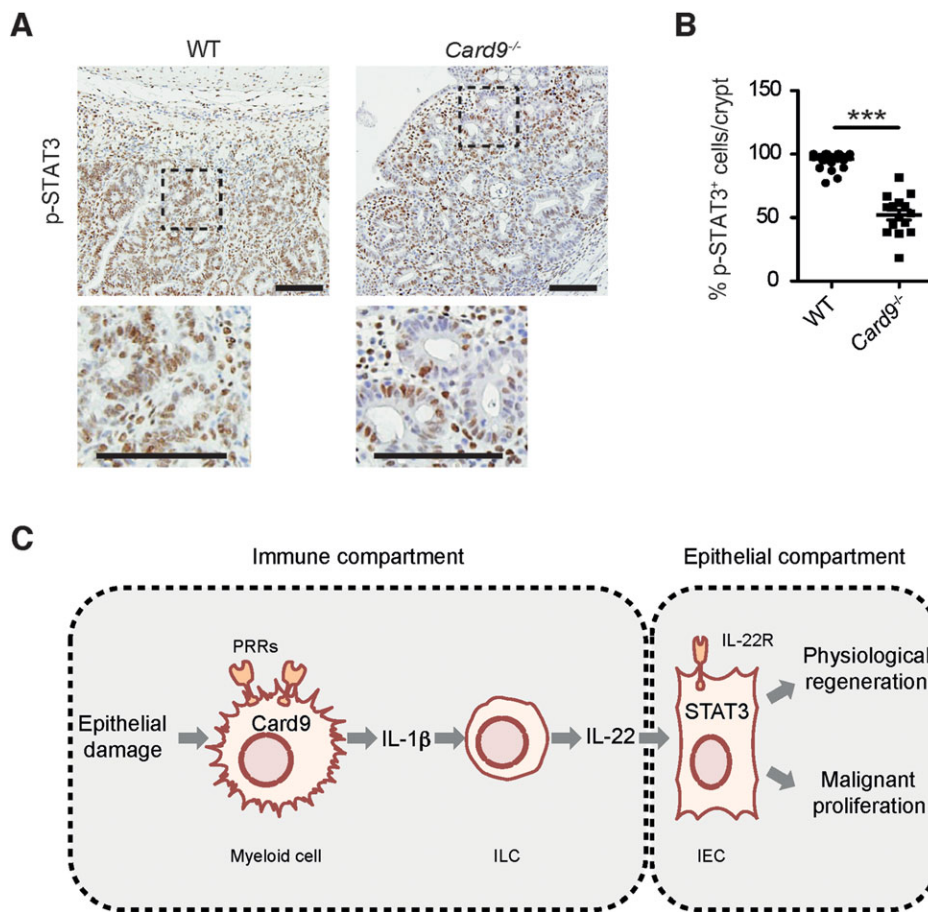 A
WT
Card9-/-
p-STAT3
B
% p-STAT3+ cells/crypt
150
100
50
0
***
WT
Card9-/-
C
Immune compartment
Epithelial compartment
PRRs
IL-22R
Epithelial
damage
Card9
IL-1β
IL-22
STAT3
Physiological
regeneration
Malignant
proliferation
Myeloid cell
ILC
IEC